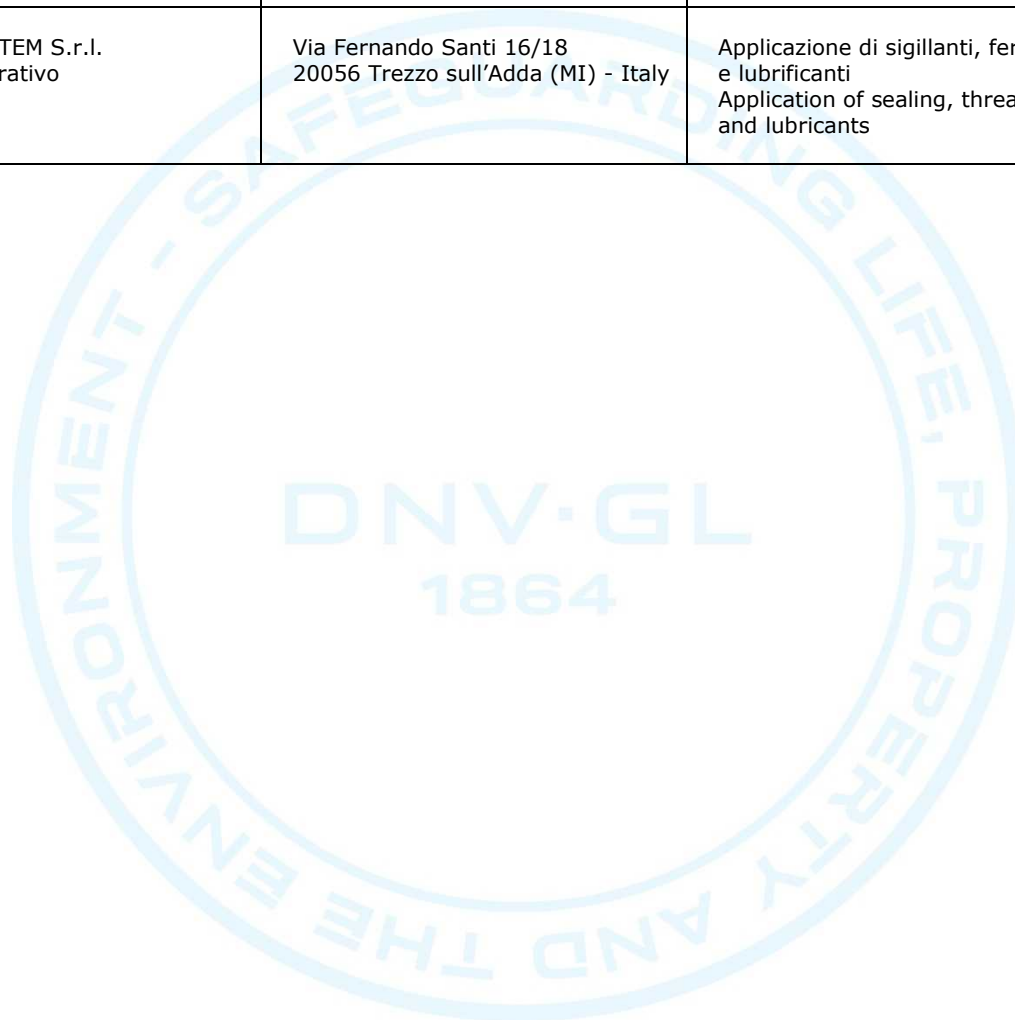 TEM S.r.l.
rativo
Via Fernando Santi 16/18
20056 Trezzo sull’Adda (MI) - Italy
Applicazione di sigillanti, fer
e lubrificanti
Application of sealing, threa
and lubricants
SAFEGUARDING LIFE, PROPERTY AND THE ENVIRONMENT -
DNV·GL
1864